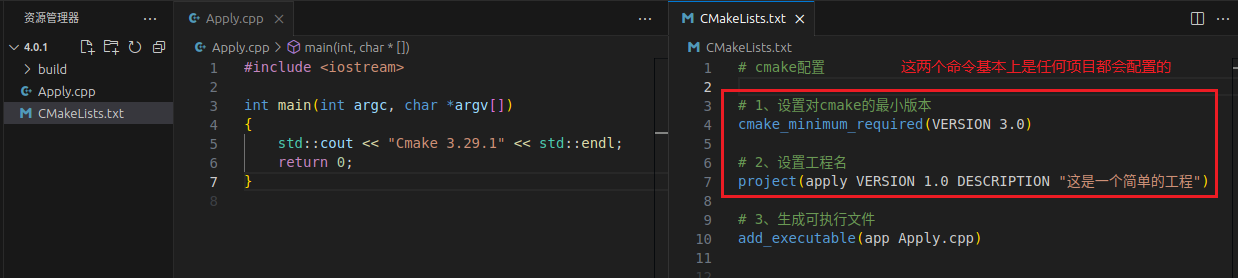 资源管理器
4.0.1
build
Apply.cpp
CMakeLists.txt
Apply.cpp
Apply.cpp > main(int, char * [])
1 #include <iostream>
2
3 int main(int argc, char *argv[])
4 {
5 std::cout << "Cmake 3.29.1" << std::endl;
6 return 0;
7 }
8
CMakeLists.txt
CMakeLists.txt
1 # cmake配置 这两个命令基本上是任何项目都会配置的
2
3 # 1、设置对cmake的最小版本
4 cmake_minimum_required(VERSION 3.0)
5
6 # 2、设置工程名
7 project(apply VERSION 1.0 DESCRIPTION "这是一个简单的工程")
8
9 # 3、生成可执行文件
10 add_executable(app Apply.cpp)
11
12